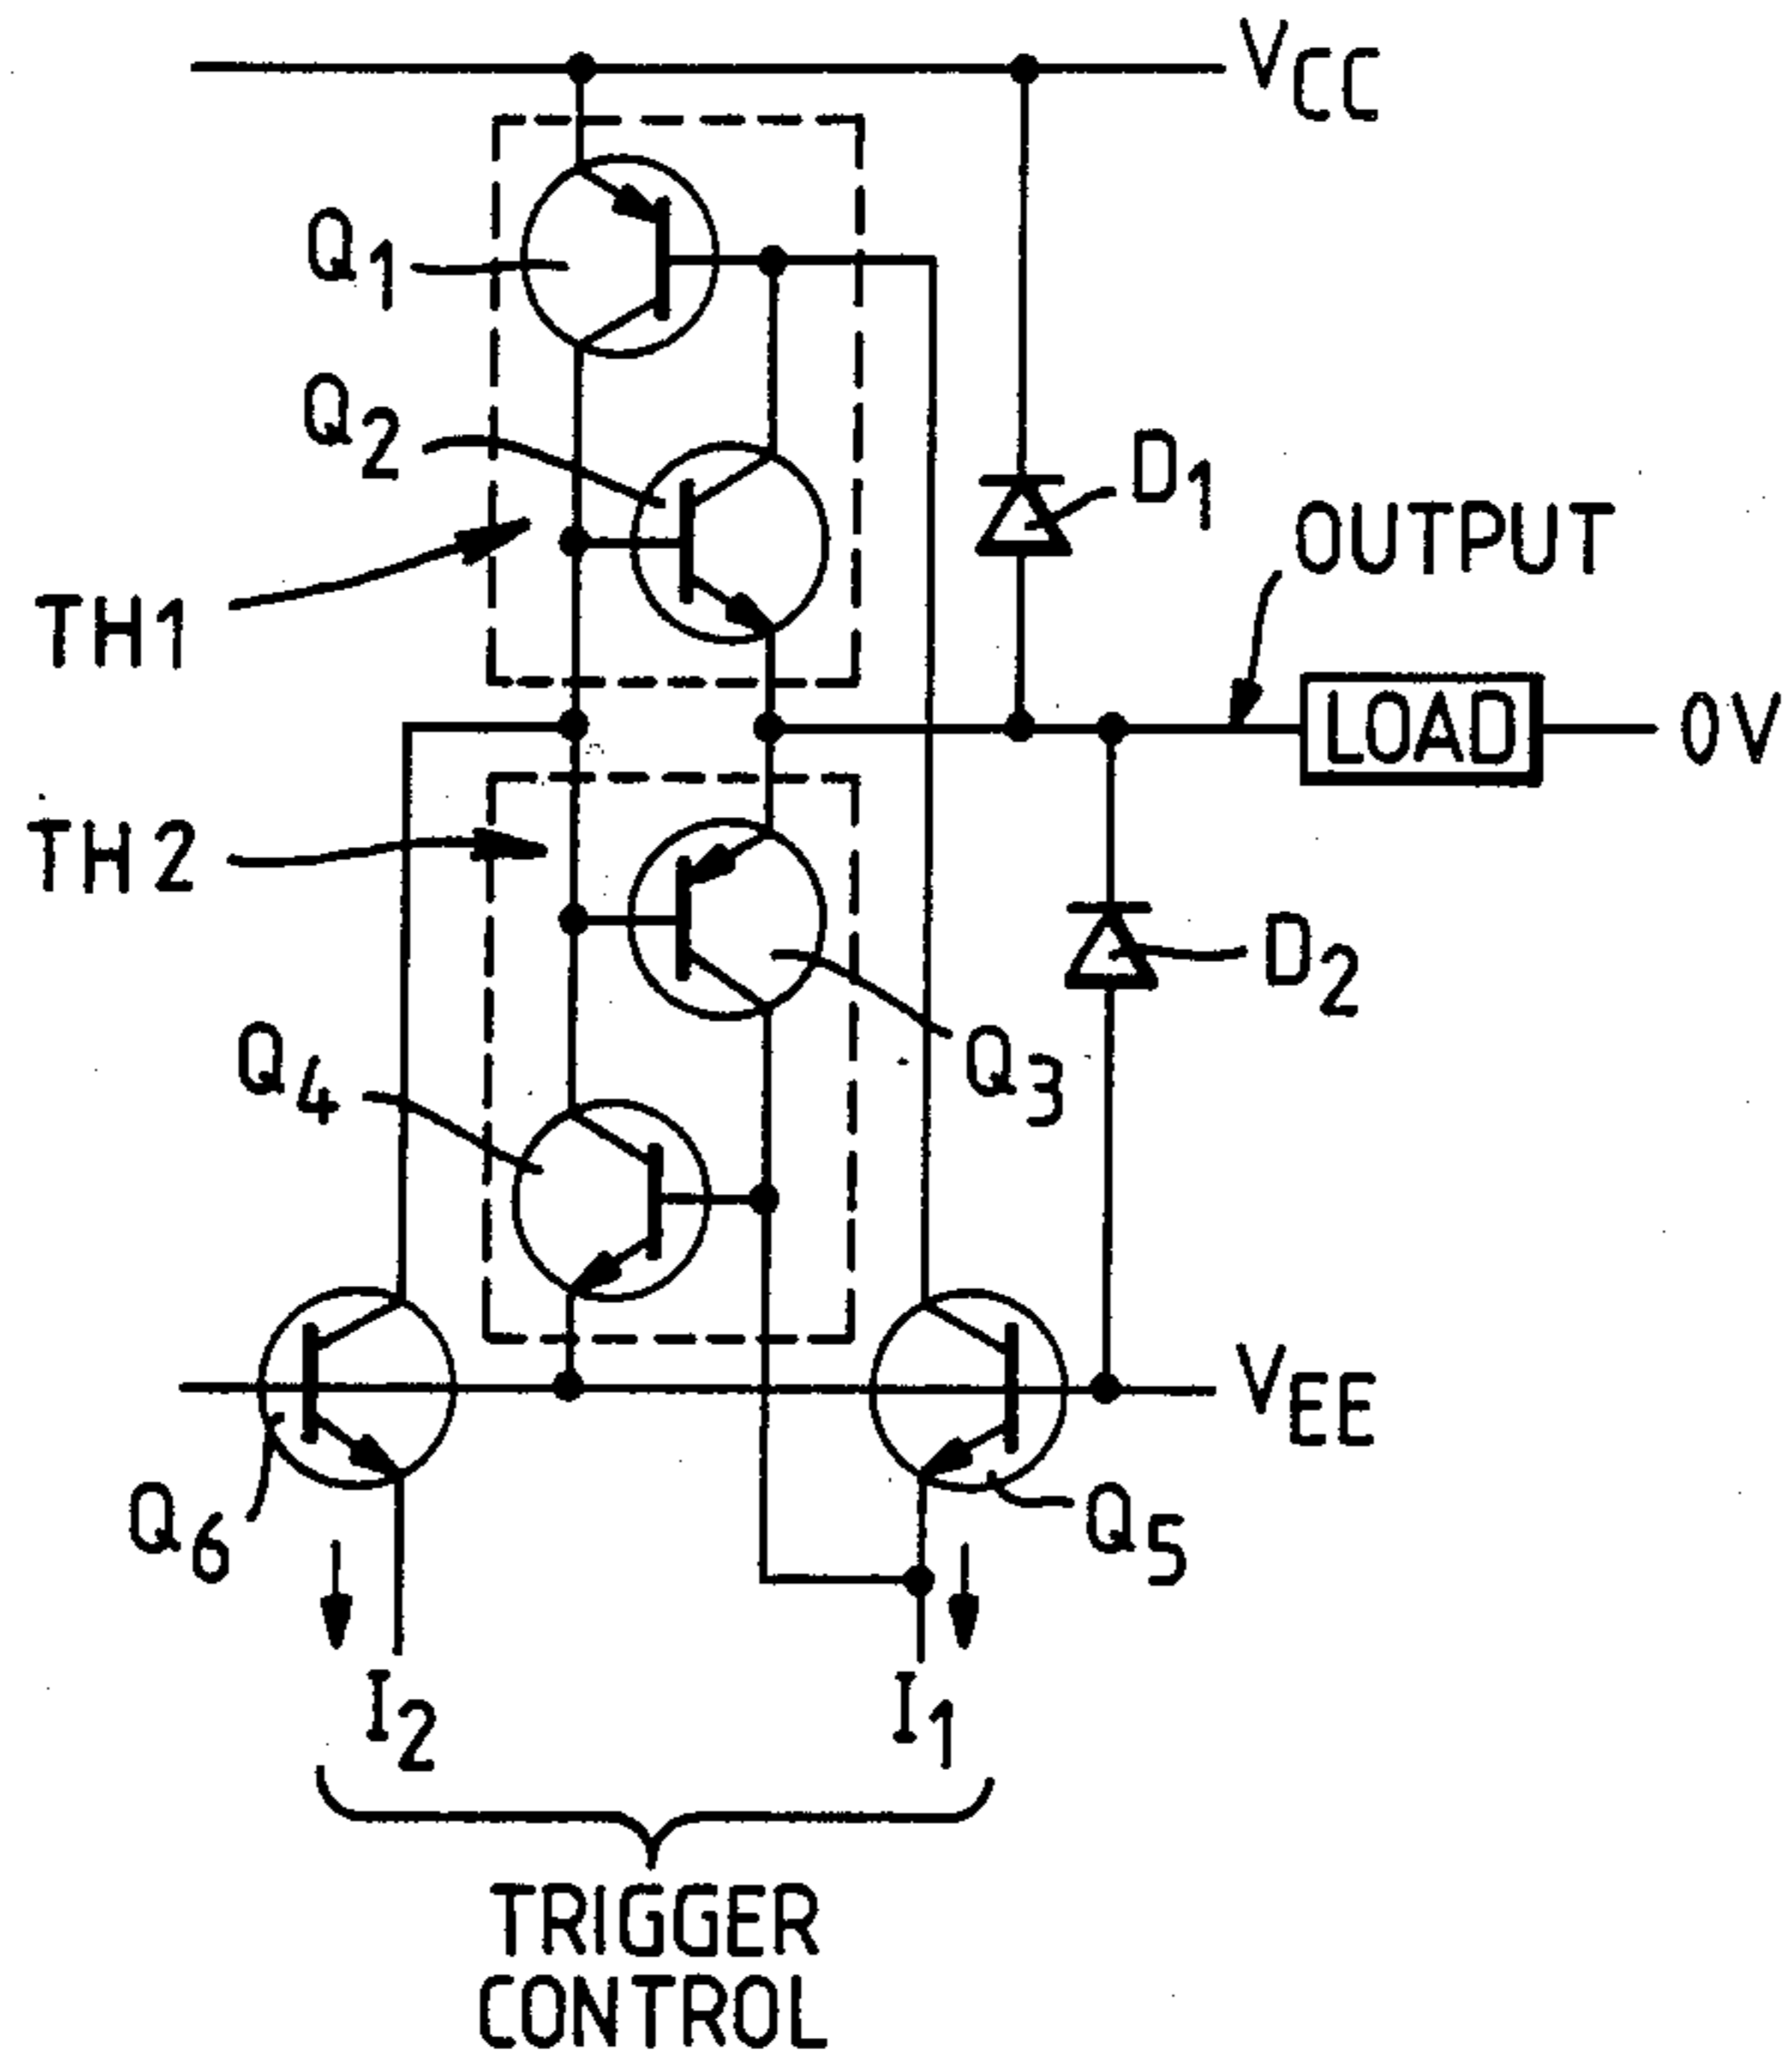 VCC
Q1
Q2
D1
OUTPUT
TH1
LOAD
0V
TH2
D2
Q4
Q3
VEE
Q6
Q5
I2
I1
TRIGGER
CONTROL